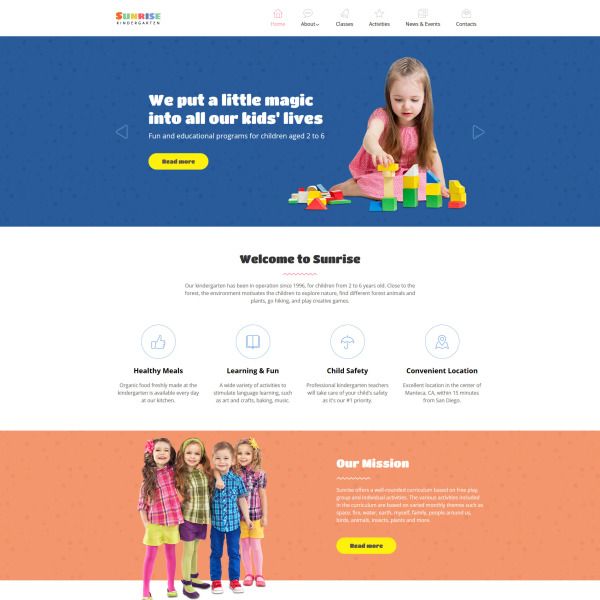 SUNRISE
KINDERGARTEN
Home
About
Classes
Activities
News & Events
Contacts
We put a little magic
into all our kids' lives
Fun and educational programs for children aged 2 to 6
Read more
Welcome to Sunrise
Our kindergarten has been in operation since 1996, for children from 2 to 6 years old. Close to the
forest, the environment motivates the children to explore nature, find different forest animals and
plants, go hiking, and play creative games.
Healthy Meals
Organic food freshly made at the
kindergarten is available every day
at our kitchen.
Learning & Fun
A wide variety of activities to
stimulate language learning, such
as art and crafts, baking, music.
Child Safety
Professional kindergarten teachers
will take care of your child's safety
as it's our #1 priority.
Convenient Location
Excellent location in the center of
Manteca, CA, within 15 minutes
from San Diego.
Our Mission
Sunrise offers a well-rounded curriculum based on free play,
group and individual activities. The various activities included
in the curriculum are based on varied monthly themes such as
space, fire, water, earth, myself, family, people around us,
birds, animals, insects, plants and more.
Read more